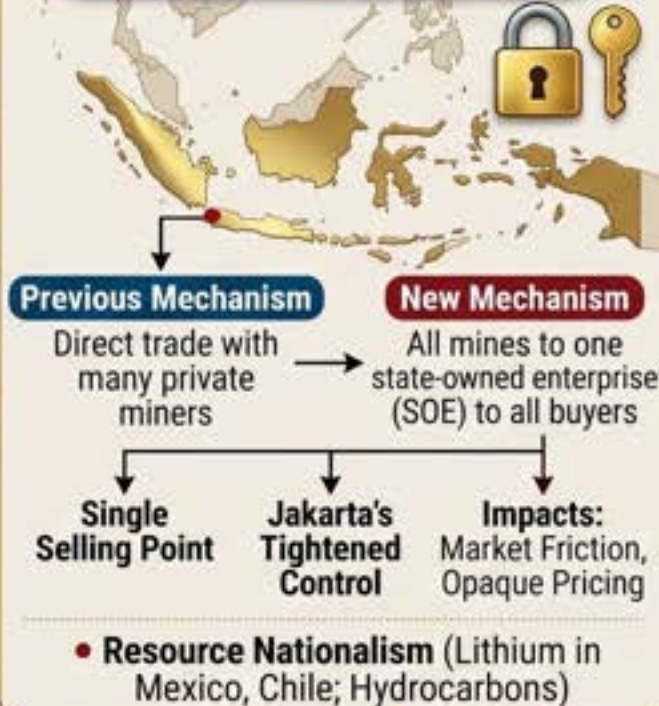 Previous Mechanism
Direct trade with
many private
miners
New Mechanism
All mines to one
state-owned enterprise
(SOE) to all buyers
Single
Selling Point
Jakarta's
Tightened
Control
Impacts:
Market Friction,
Opaque Pricing
• Resource Nationalism (Lithium in
Mexico, Chile; Hydrocarbons)